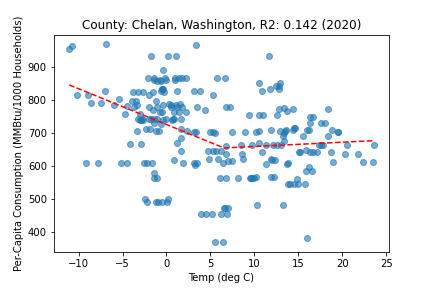 County: Chelan, Washington, R2: 0.142 (2020)
Per-Capita Consumption (MMBtu/1000 Households)
900
800
700
600
500
400
−10 −5 0 5 10 15 20 25
Temp (deg C)